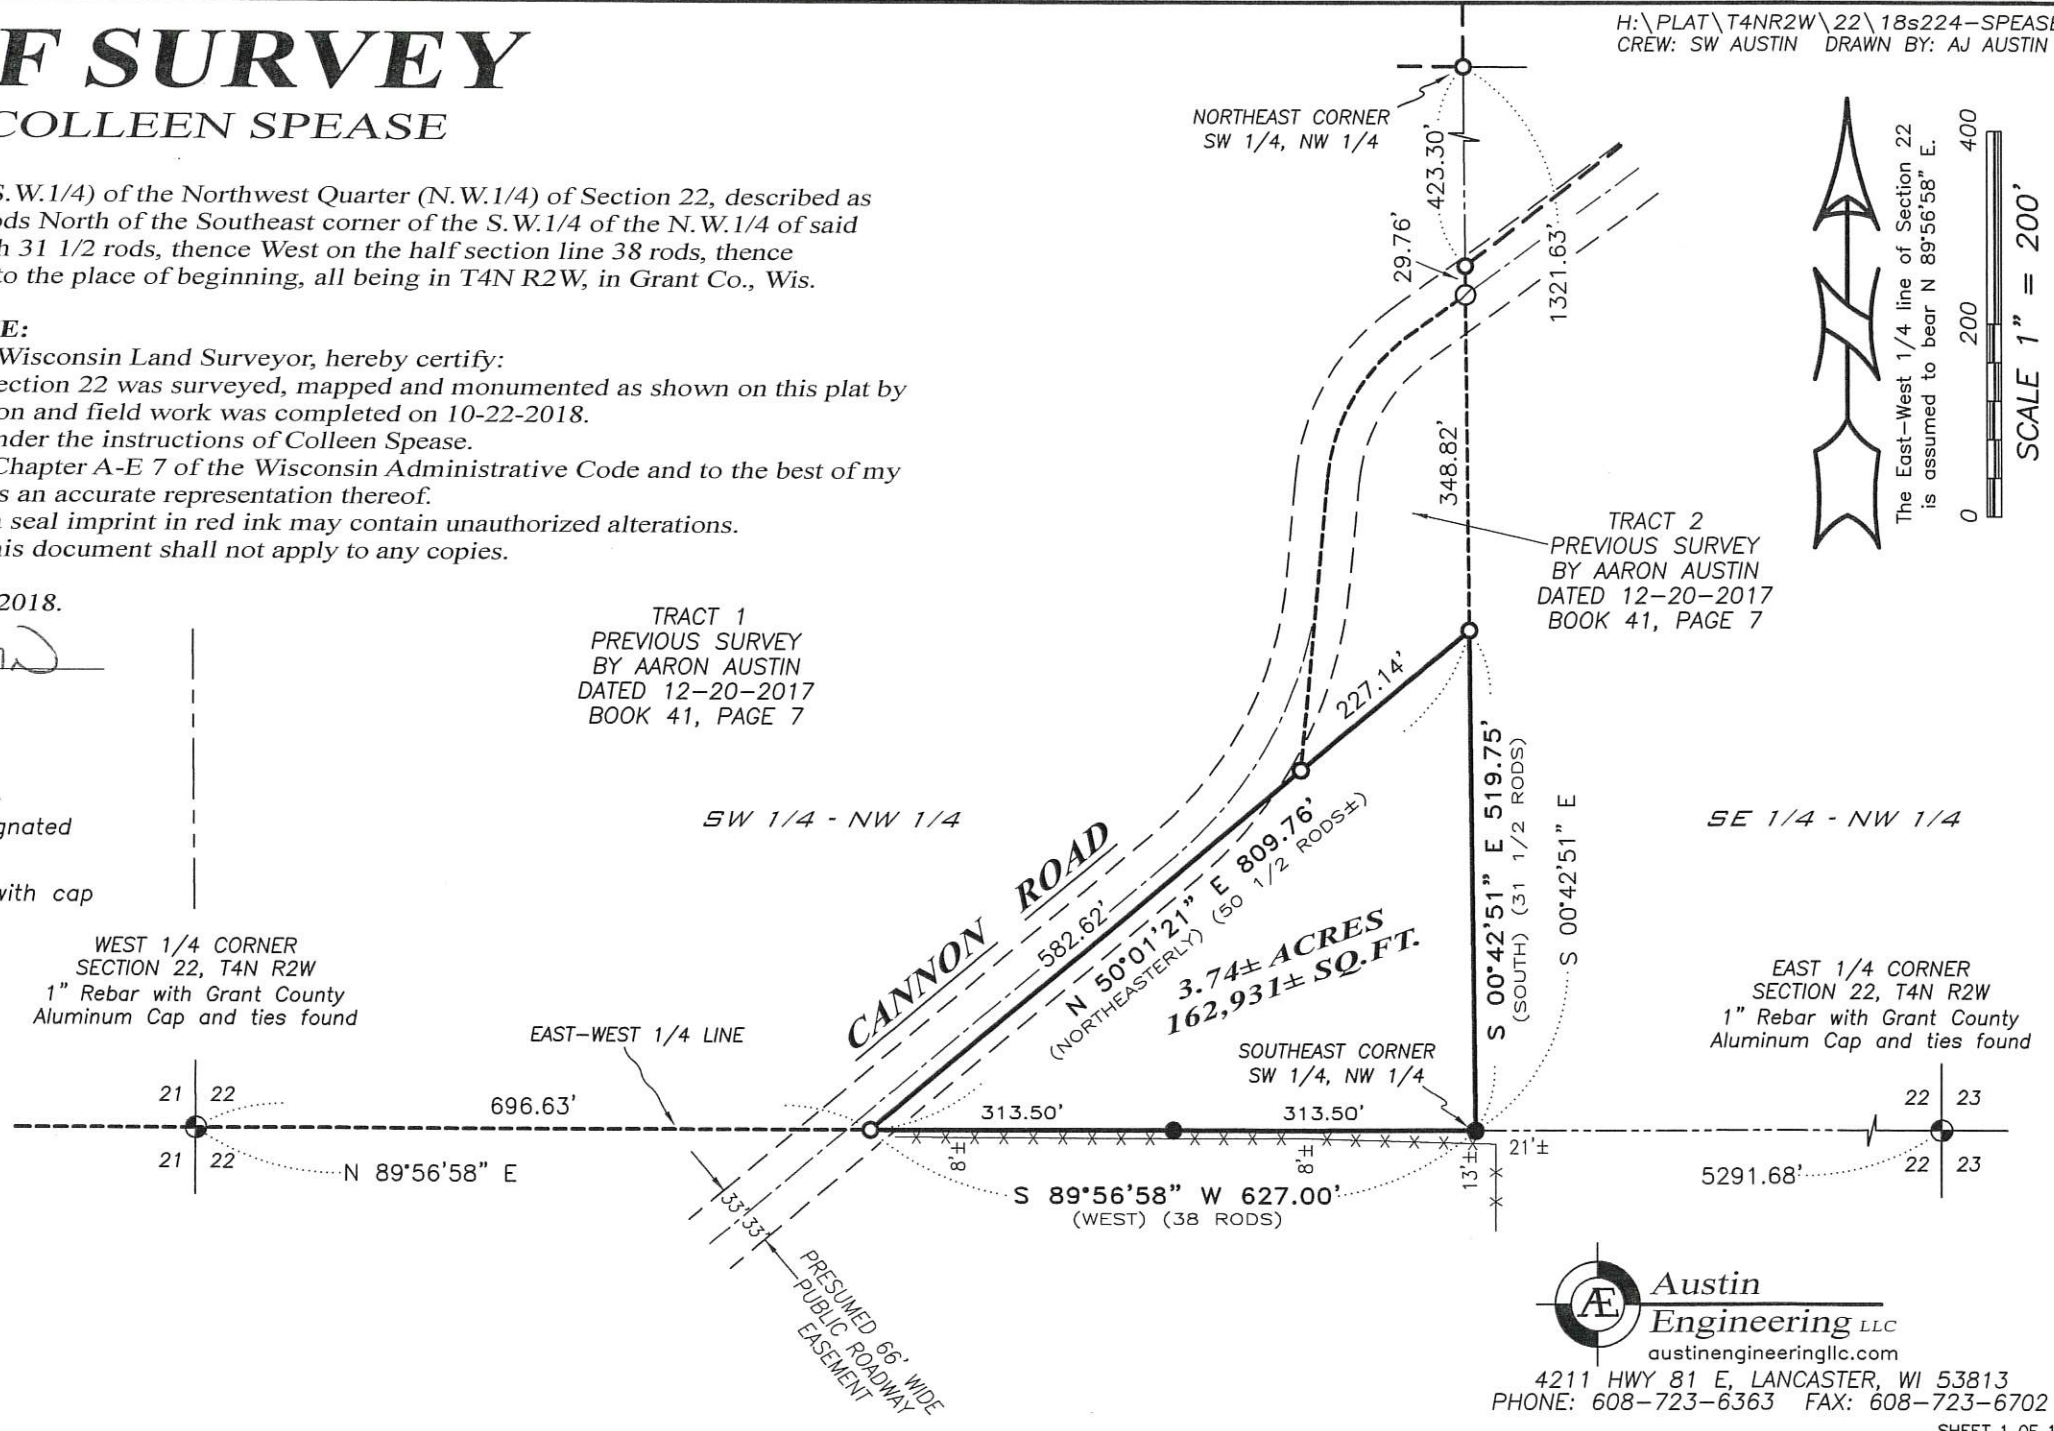 H:\PLAT\T4NR2W\22\18s224-SPEASE
CREW: SW AUSTIN DRAWN BY: AJ AUSTIN
F SURVEY
COLLEEN SPEASE
S.W.1/4) of the Northwest Quarter (N.W.1/4) of Section 22, described as
ods North of the Southeast corner of the S.W.1/4 of the N.W.1/4 of said
h 31 1/2 rods, thence West on the half section line 38 rods, thence
to the place of beginning, all being in T4N R2W, in Grant Co., Wis.
E:
Wisconsin Land Surveyor, hereby certify:
ection 22 was surveyed, mapped and monumented as shown on this plat by
on and field work was completed on 10-22-2018.
nder the instructions of Colleen Spease.
Chapter A-E 7 of the Wisconsin Administrative Code and to the best of my
s an accurate representation thereof.
seal imprint in red ink may contain unauthorized alterations.
is document shall not apply to any copies.
2018.
gnated
with cap
NORTHEAST CORNER
SW 1/4, NW 1/4
423.30'
29.76'
1321.63'
348.82'
The East-West 1/4 line of Section 22
is assumed to bear N 89°56'58" E.
0 200 400
SCALE 1" = 200'
TRACT 2
PREVIOUS SURVEY
BY AARON AUSTIN
DATED 12-20-2017
BOOK 41, PAGE 7
TRACT 1
PREVIOUS SURVEY
BY AARON AUSTIN
DATED 12-20-2017
BOOK 41, PAGE 7
227.14'
SW 1/4 - NW 1/4
SE 1/4 - NW 1/4
CANNON ROAD
582.62'
N 50°01'21" E 809.76'
(NORTHEASTERLY) (50 1/2 RODS±)
3.74± ACRES
162,931± SQ.FT.
S 00°42'51" E 519.75'
(SOUTH) (31 1/2 RODS)
S 00°42'51" E
WEST 1/4 CORNER
SECTION 22, T4N R2W
1" Rebar with Grant County
Aluminum Cap and ties found
EAST-WEST 1/4 LINE
SOUTHEAST CORNER
SW 1/4, NW 1/4
EAST 1/4 CORNER
SECTION 22, T4N R2W
1" Rebar with Grant County
Aluminum Cap and ties found
21 22
696.63'
313.50'
313.50'
22 23
21 22
N 89°56'58" E
8'±
8'±
13'±
21'±
5291.68'
22 23
S 89°56'58" W 627.00'
(WEST) (38 RODS)
33' 33'
PRESUMED 66' WIDE
PUBLIC ROADWAY
EASEMENT
Æ
Austin
Engineering LLC
austinengineeringllc.com
4211 HWY 81 E, LANCASTER, WI 53813
PHONE: 608-723-6363 FAX: 608-723-6702
SHEET 1 OF 1